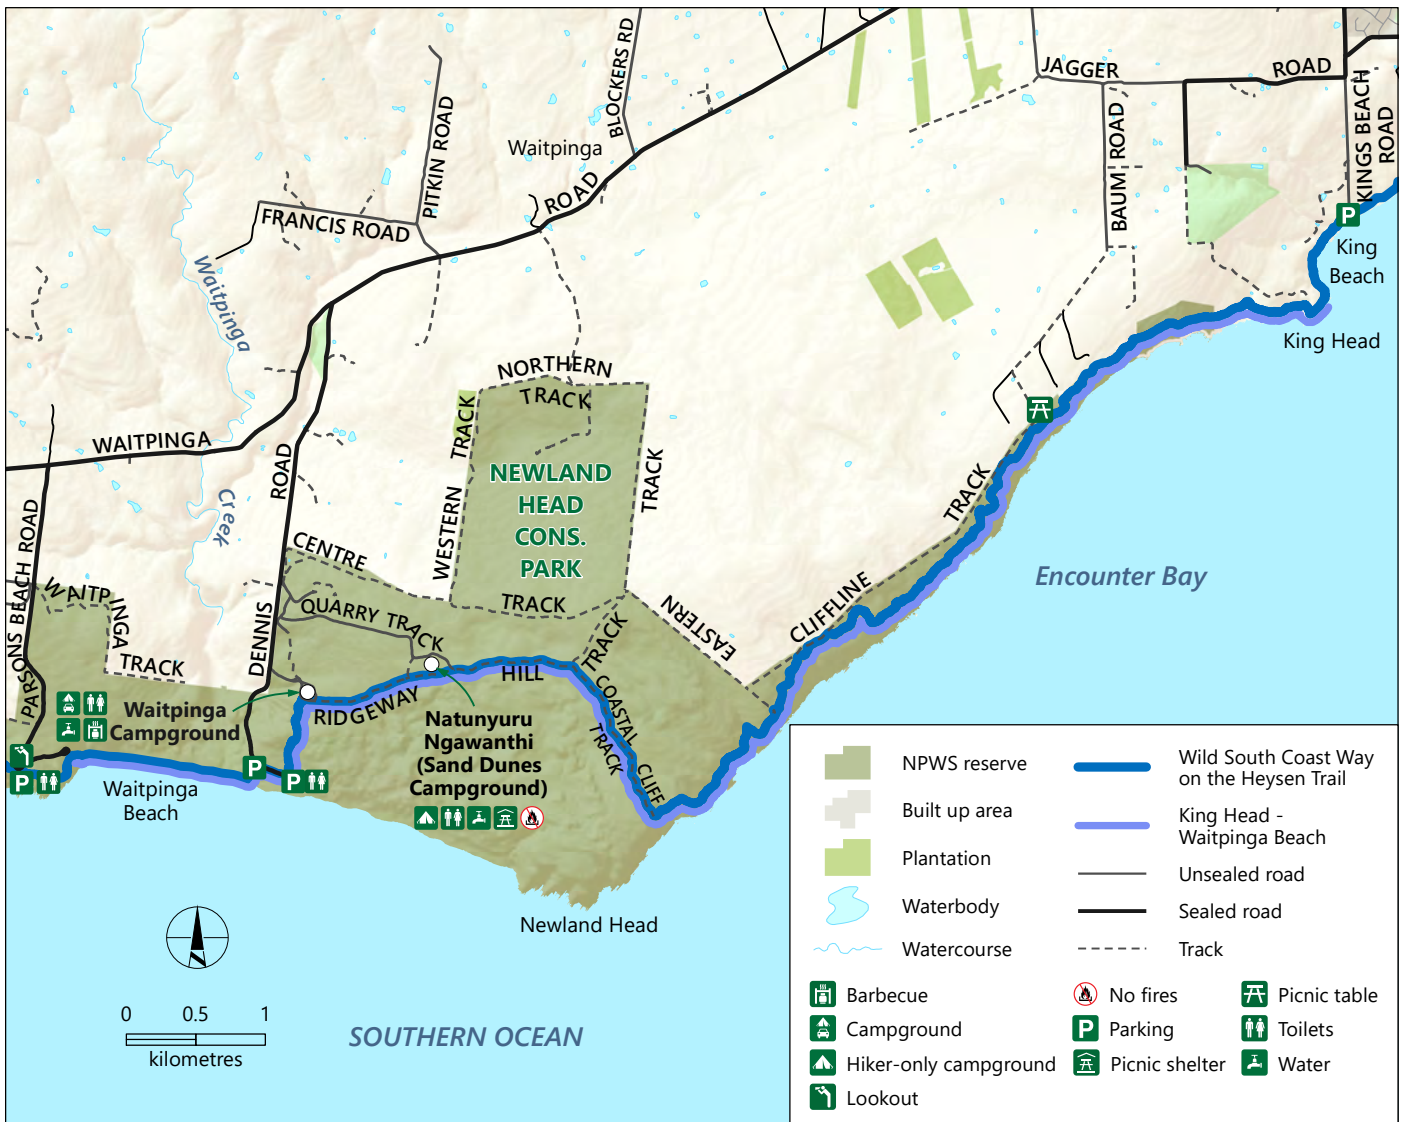 BLOCKERS RD
JAGGER
ROAD
KINGS BEACH
ROAD
PITKIN ROAD
Waitpinga
BAUM ROAD
ROAD
FRANCIS ROAD
P
King
Beach
Waitpinga
Creek
King Head
NORTHERN
TRACK
WESTERN
TRACK
TRACK
WAITPINGA
ROAD
NEWLAND
HEAD
CONS.
PARK
TRACK
PARSONS BEACH ROAD
CENTRE
TRACK
Encounter Bay
WAITPINGA
TRACK
DENNIS
QUARRY TRACK
TRACK
EASTERN
CLIFFLINE
HILL
RIDGEWAY
COASTAL
CLIFF
TRACK
Waitpinga
Campground
Natunyuru
Ngawanthi
(Sand Dunes
Campground)
P
P
P
Waitpinga
Beach
Newland Head
0 0.5 1
kilometres
SOUTHERN OCEAN
NPWS reserve
Built up area
Plantation
Waterbody
Watercourse
Wild South Coast Way
on the Heysen Trail
King Head -
Waitpinga Beach
Unsealed road
Sealed road
Track
Barbecue
Campground
Hiker-only campground
Lookout
No fires
P Parking
Picnic shelter
Picnic table
Toilets
Water